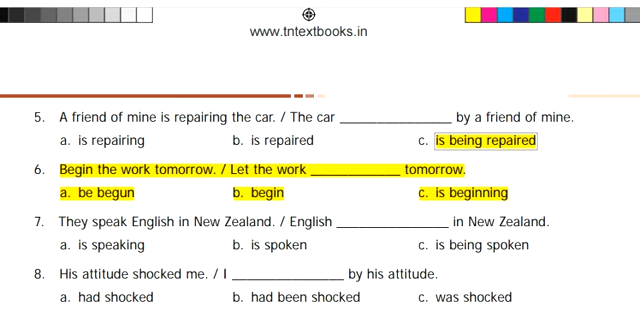 www.tntextbooks.in
5. A friend of mine is repairing the car. / The car ________________ by a friend of mine.
a. is repairing b. is repaired c. is being repaired
6. Begin the work tomorrow. / Let the work _____________ tomorrow.
a. be begun b. begin c. is beginning
7. They speak English in New Zealand. / English ________________ in New Zealand.
a. is speaking b. is spoken c. is being spoken
8. His attitude shocked me. / I ________________ by his attitude.
a. had shocked b. had been shocked c. was shocked